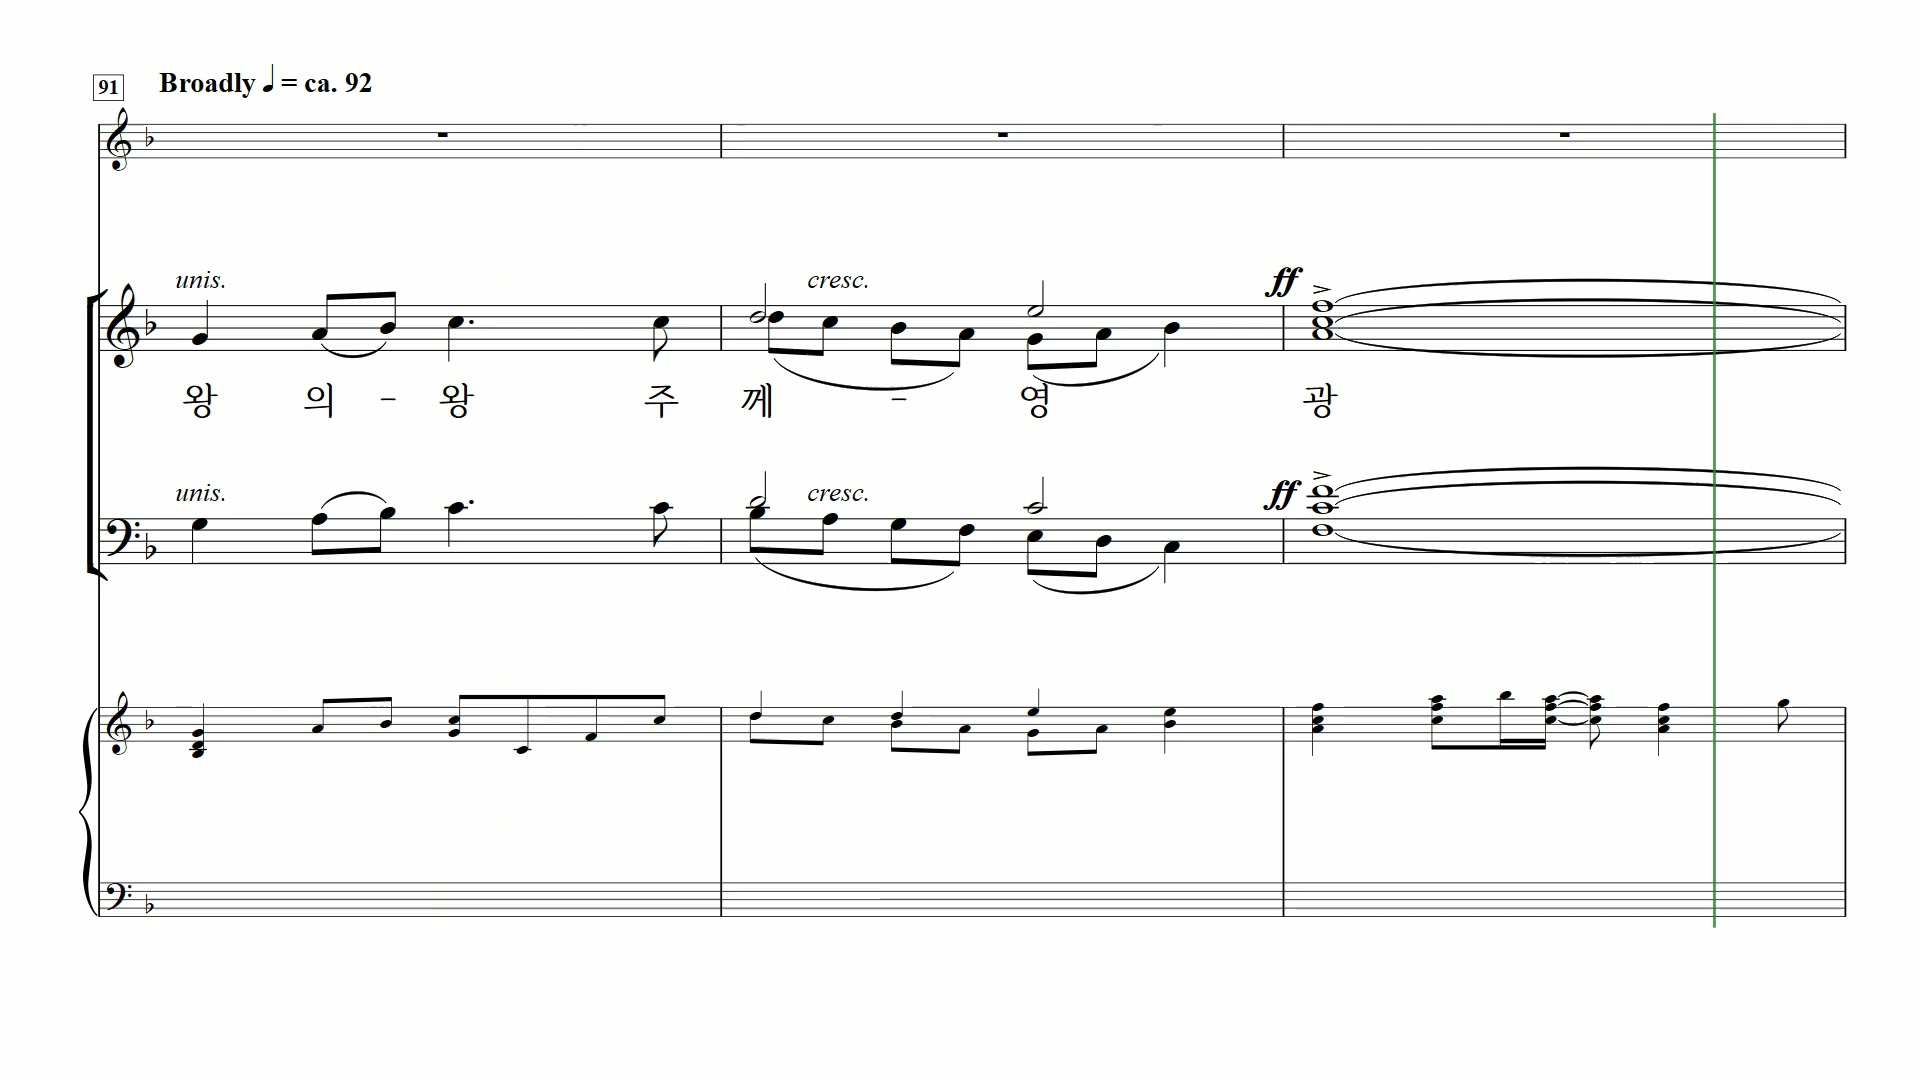 91 Broadly ♩ = ca. 92
unis. cresc. ff
왕 의 - 왕 주 께 - 영 광
unis. cresc. ff